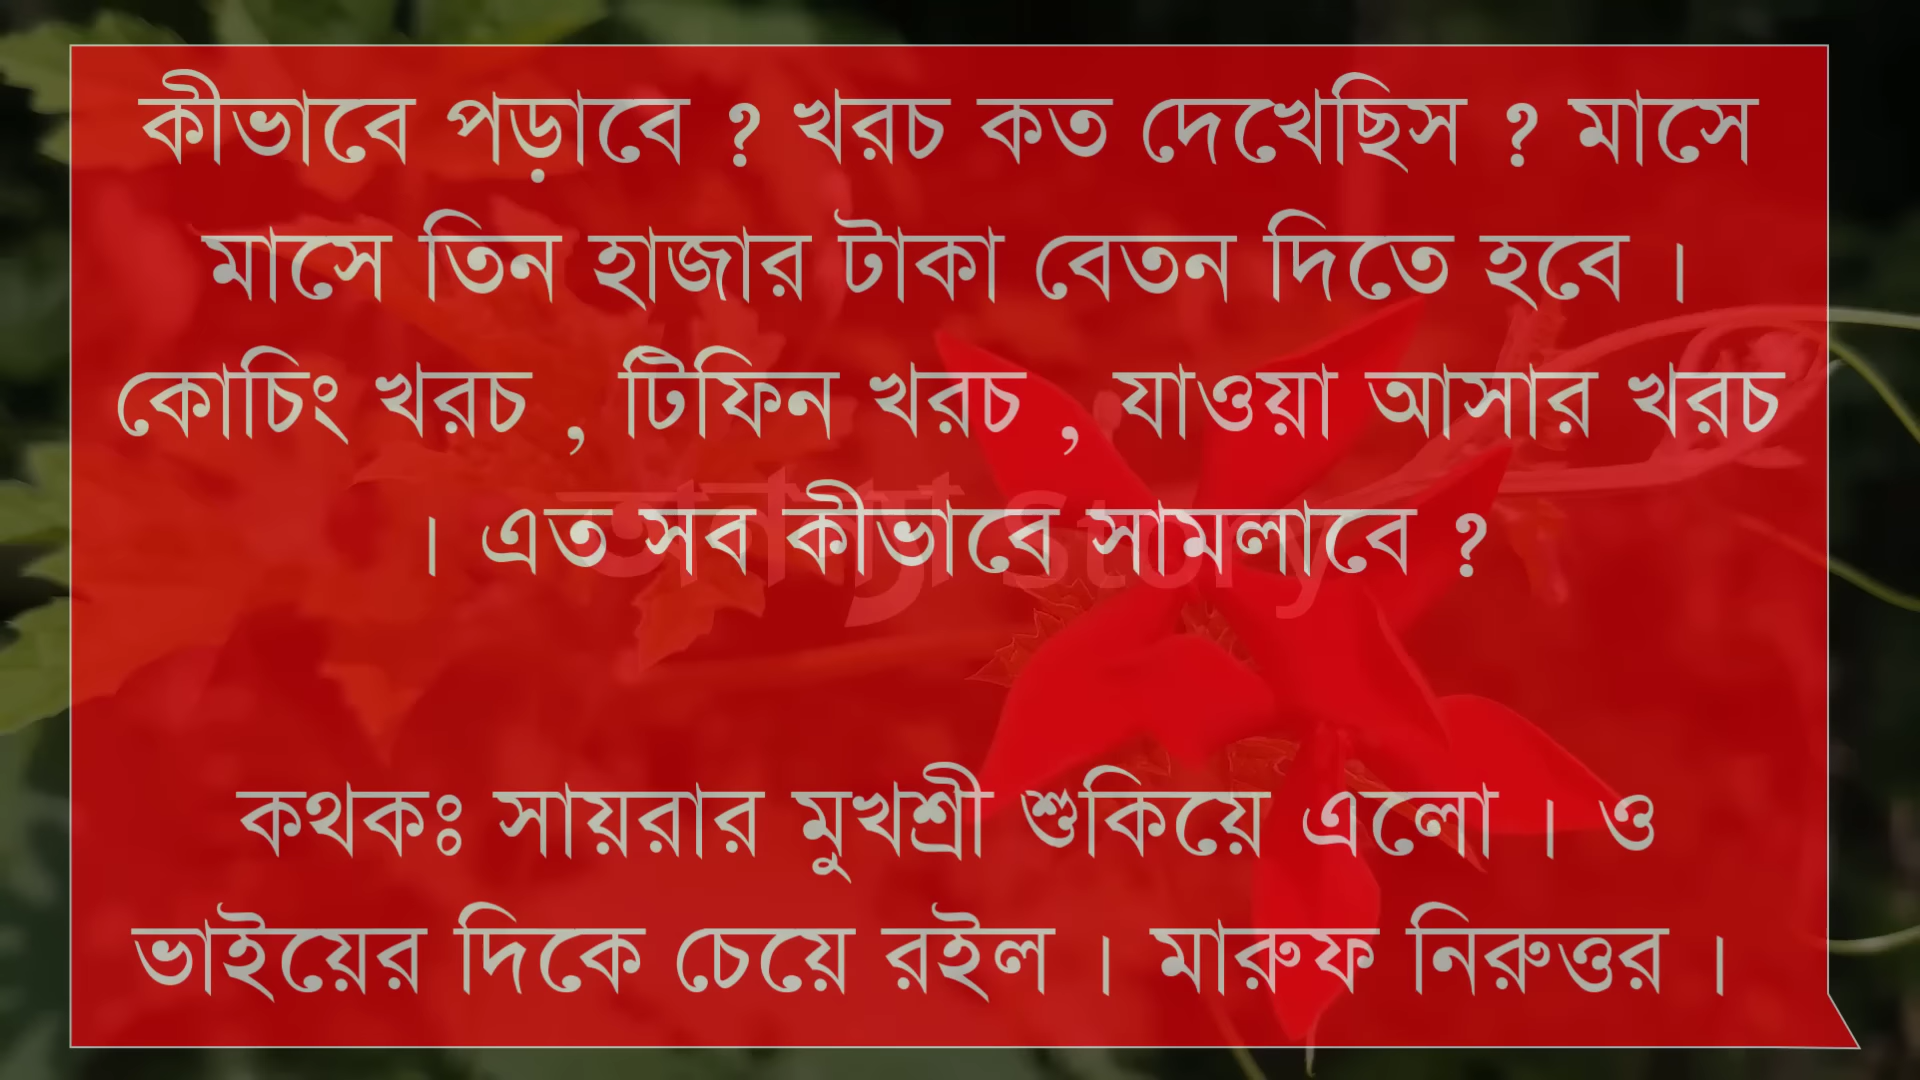 কীভাবে পড়াবে ? খরচ কত দেখেছিস ? মাসে
মাসে তিন হাজার টাকা বেতন দিতে হবে ।
কোচিং খরচ , টিফিন খরচ , যাওয়া আসার খরচ
। এত সব কীভাবে সামলাবে ?
Story
কথকঃ সায়রার মুখশ্রী শুকিয়ে এলো । ও
ভাইয়ের দিকে চেয়ে রইল । মারুফ নিরুত্তর ।